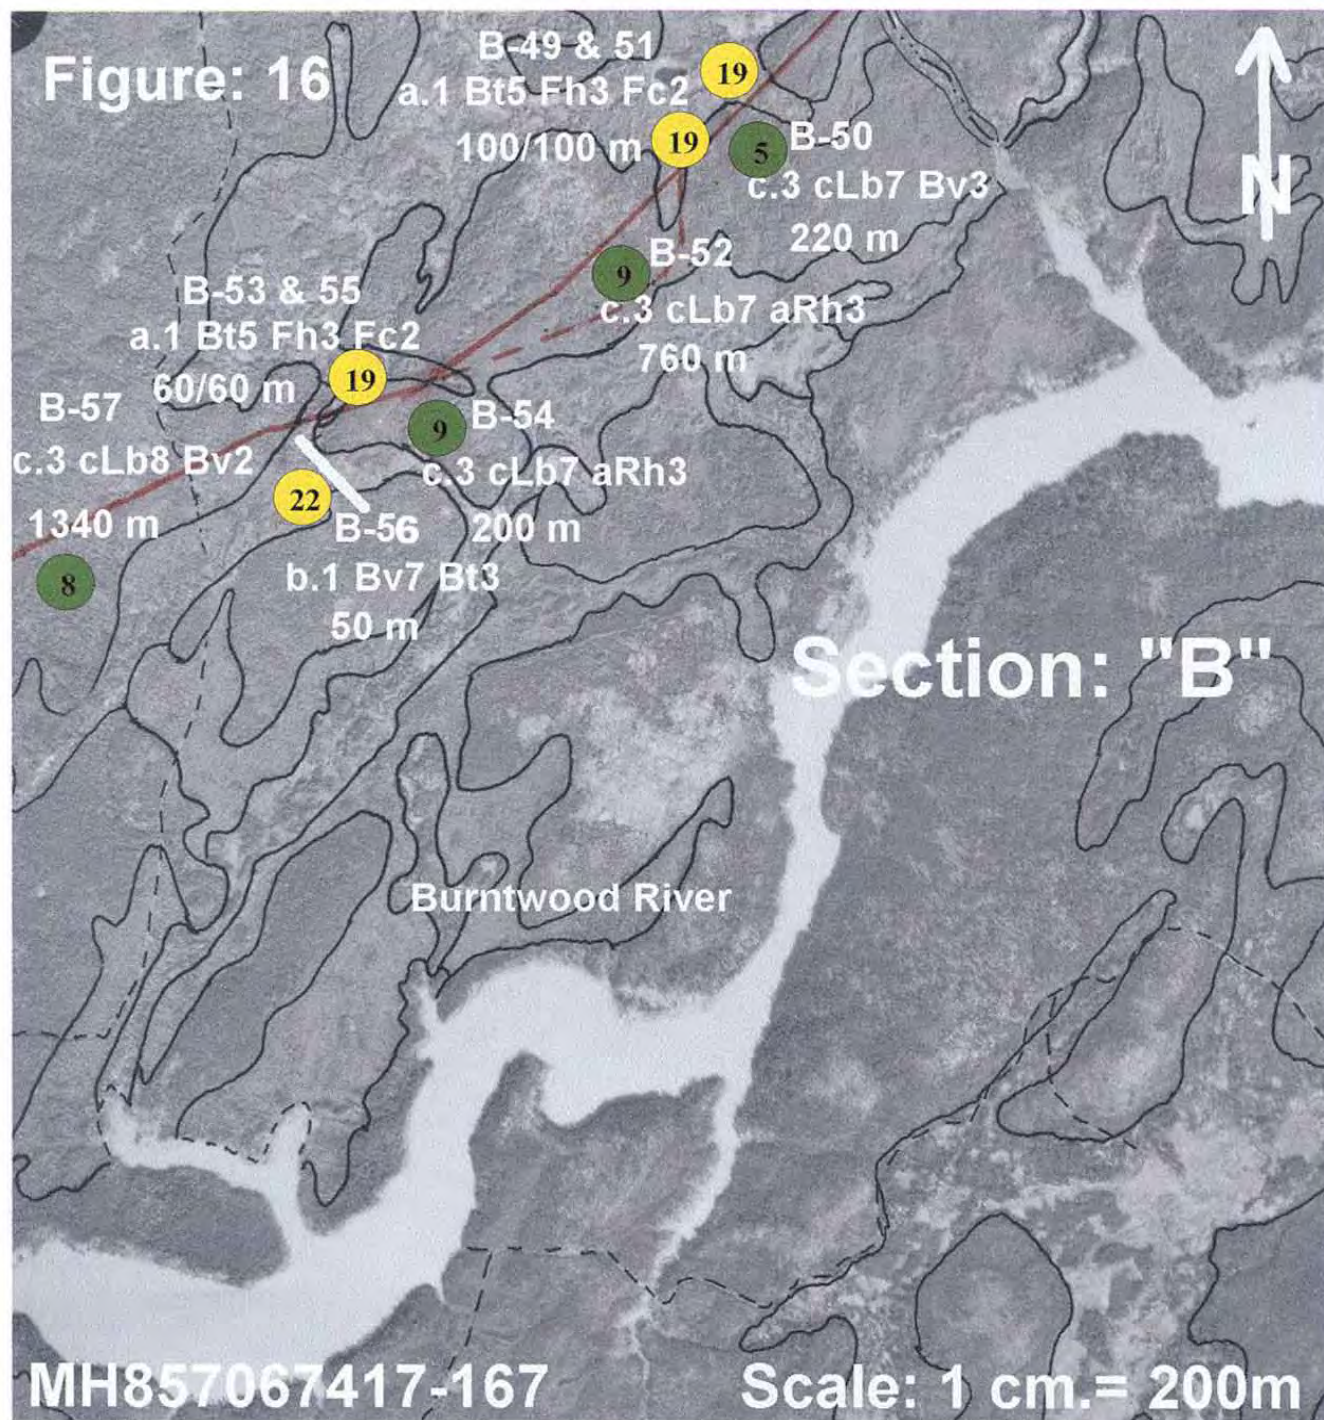 Figure: 16
B-49 & 51
a.1 Bt5 Fh3 Fc2
100/100 m
19
19
5
B-50
c.3 cLb7 Bv3
220 m
N
9
B-52
c.3 cLb7 aRh3
760 m
B-53 & 55
a.1 Bt5 Fh3 Fc2
60/60 m
19
B-57
c.3 cLb8 Bv2
1340 m
8
9
B-54
c.3 cLb7 aRh3
200 m
22
B-56
b.1 Bv7 Bt3
50 m
Section: "B"
Burntwood River
MH857067417-167
Scale: 1 cm.= 200m